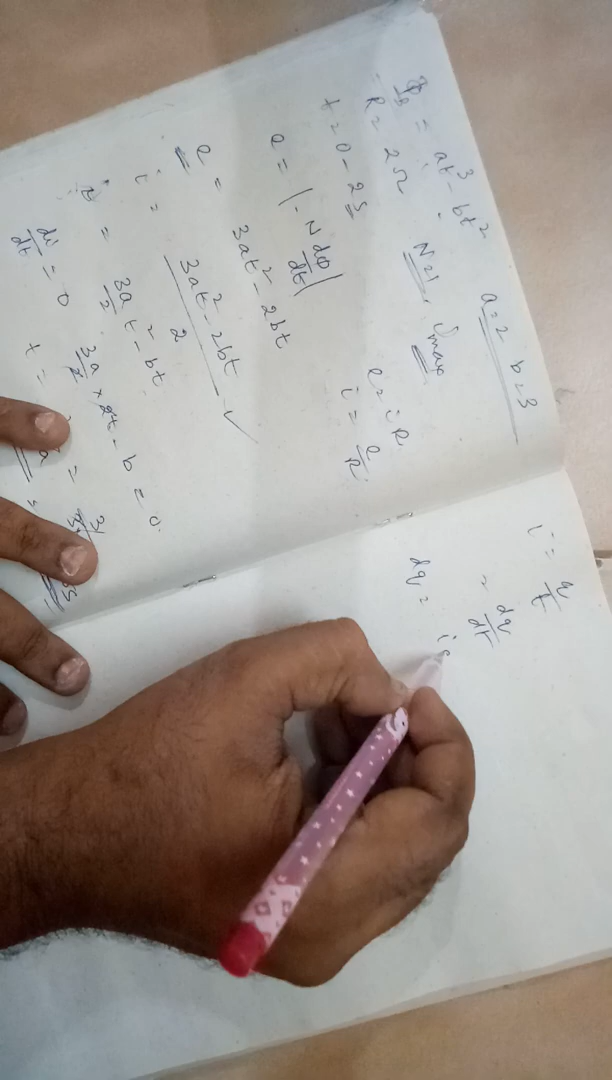 Φ_B = at³ - bt². a=2 b=3
R = 2Ω N=1, i_max
t = 0 - 2s
e = |-N dφ/dt| e = iR
i = e/R
e = 3at² - 2bt
i = (3at² - 2bt)/2 ✓
= 3a/2 t² - bt
di/dt = 0 3a/2 × 2t - b = 0
t =
i = q/t
= dq/dt
dq = i